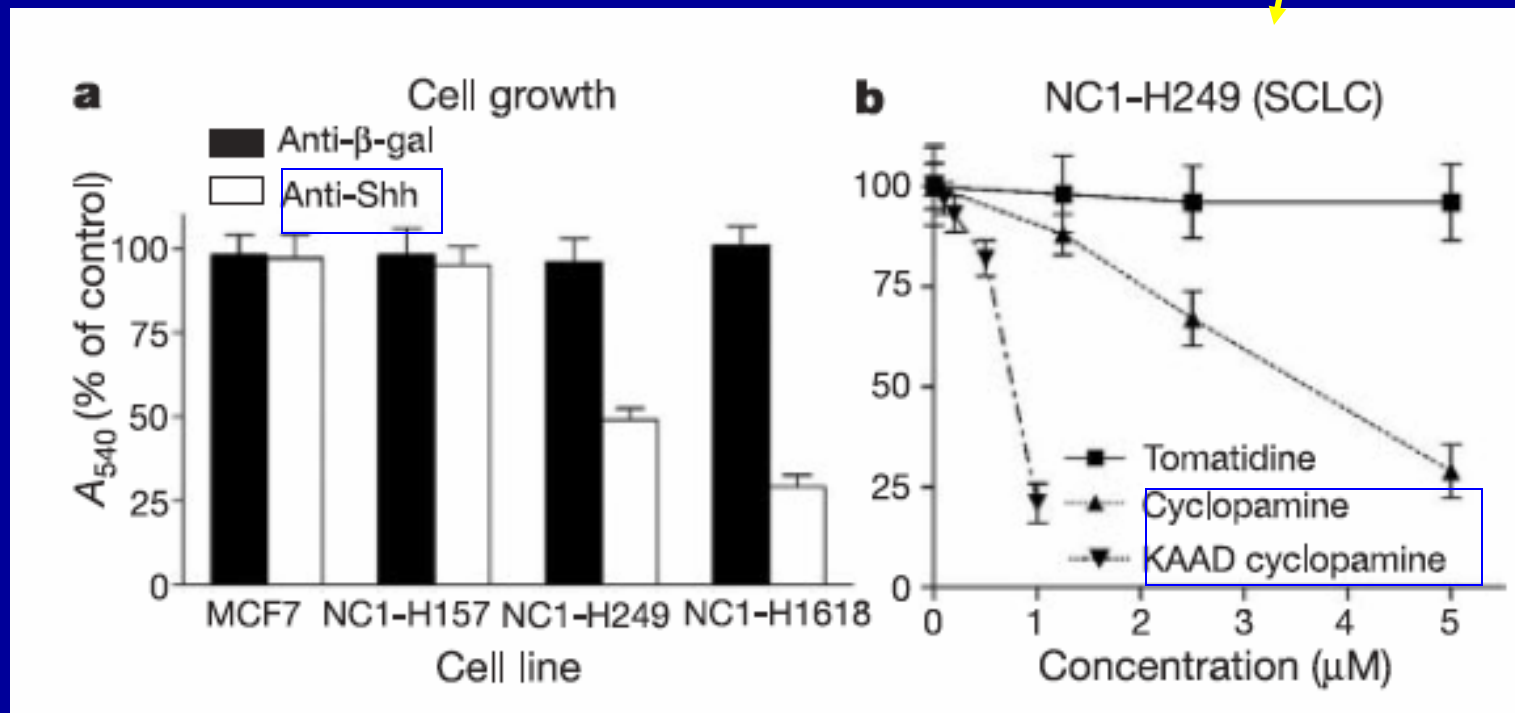 a
Cell growth
Anti-β-gal
Anti-Shh
A540 (% of control)
100
75
50
25
0
MCF7 NC1-H157 NC1-H249 NC1-H1618
Cell line
b
NC1-H249 (SCLC)
100
75
50
25
0
Tomatidine
Cyclopamine
KAAD cyclopamine
0 1 2 3 4 5
Concentration (μM)